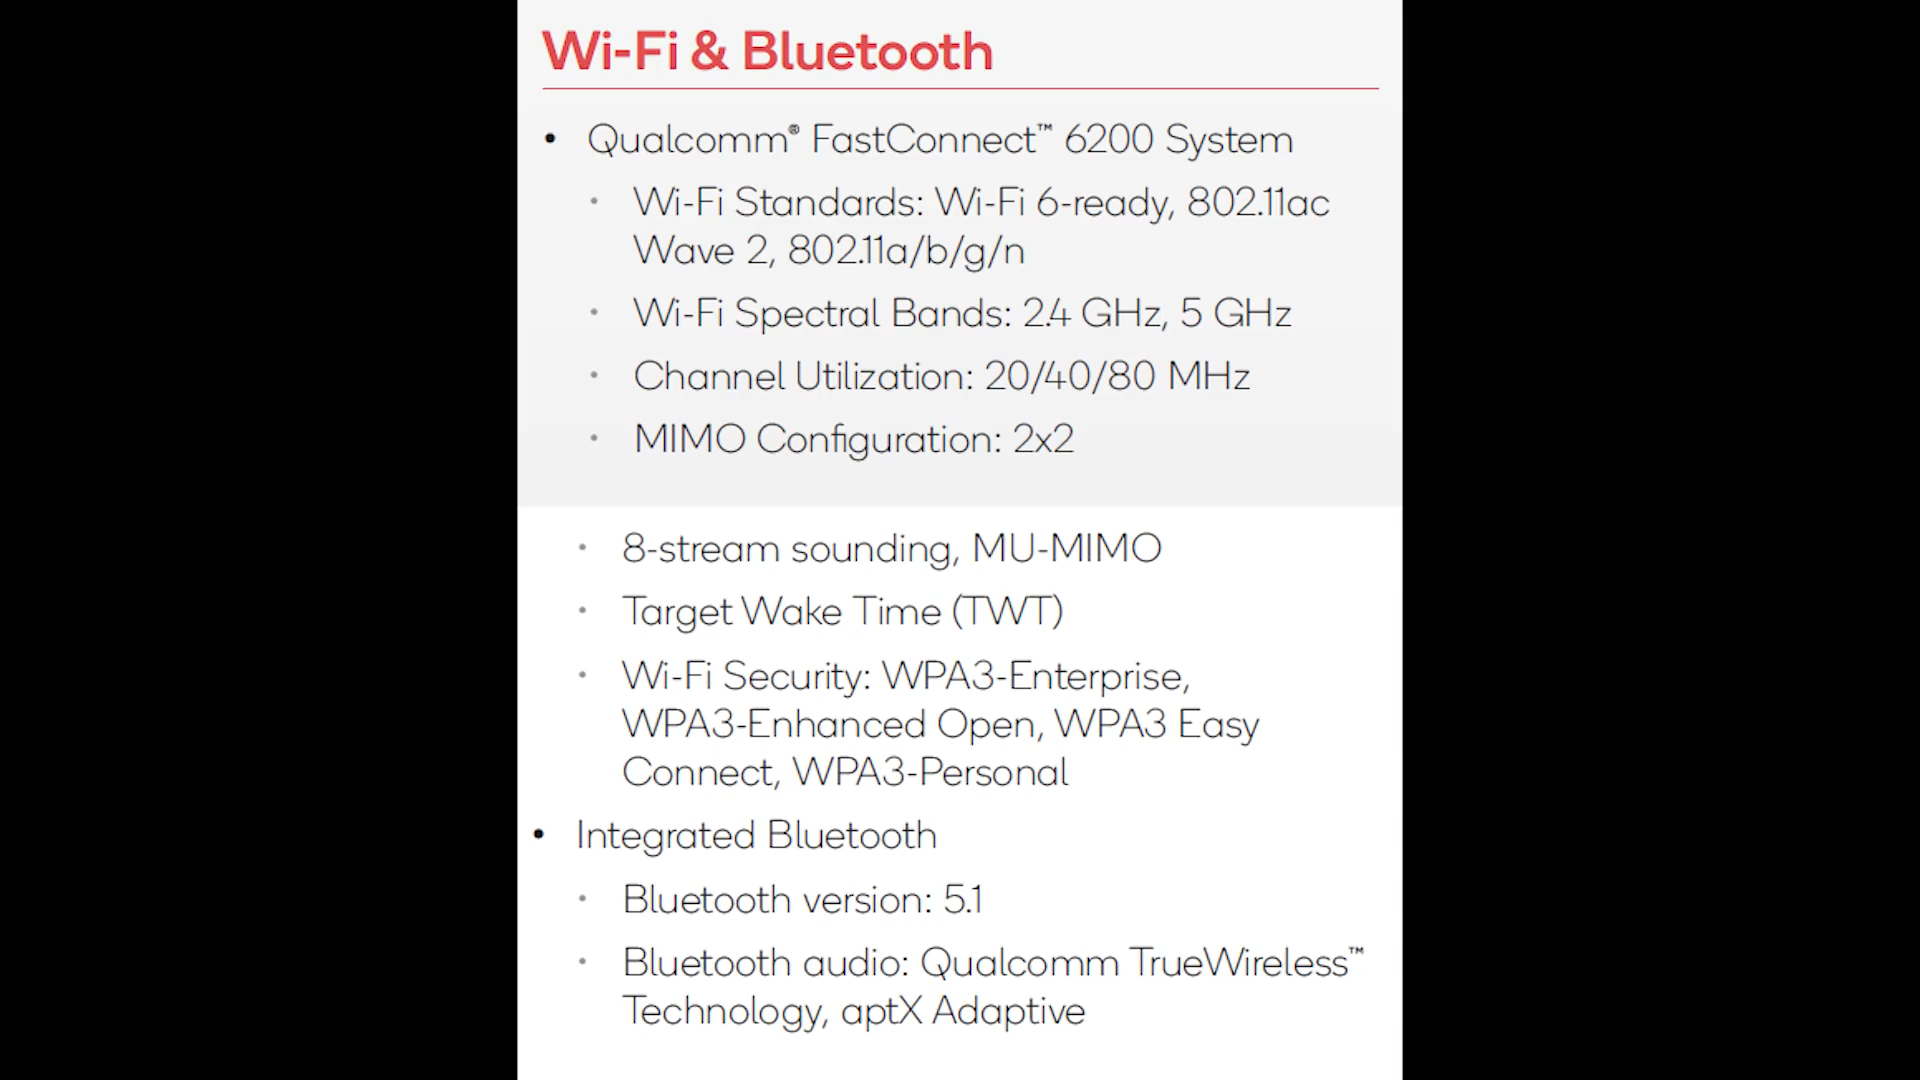 Wi-Fi & Bluetooth
• Qualcomm® FastConnect™ 6200 System
• Wi-Fi Standards: Wi-Fi 6-ready, 802.11ac
Wave 2, 802.11a/b/g/n
• Wi-Fi Spectral Bands: 2.4 GHz, 5 GHz
• Channel Utilization: 20/40/80 MHz
• MIMO Configuration: 2x2
• 8-stream sounding, MU-MIMO
• Target Wake Time (TWT)
• Wi-Fi Security: WPA3-Enterprise,
WPA3-Enhanced Open, WPA3 Easy
Connect, WPA3-Personal
• Integrated Bluetooth
• Bluetooth version: 5.1
• Bluetooth audio: Qualcomm TrueWireless™
Technology, aptX Adaptive